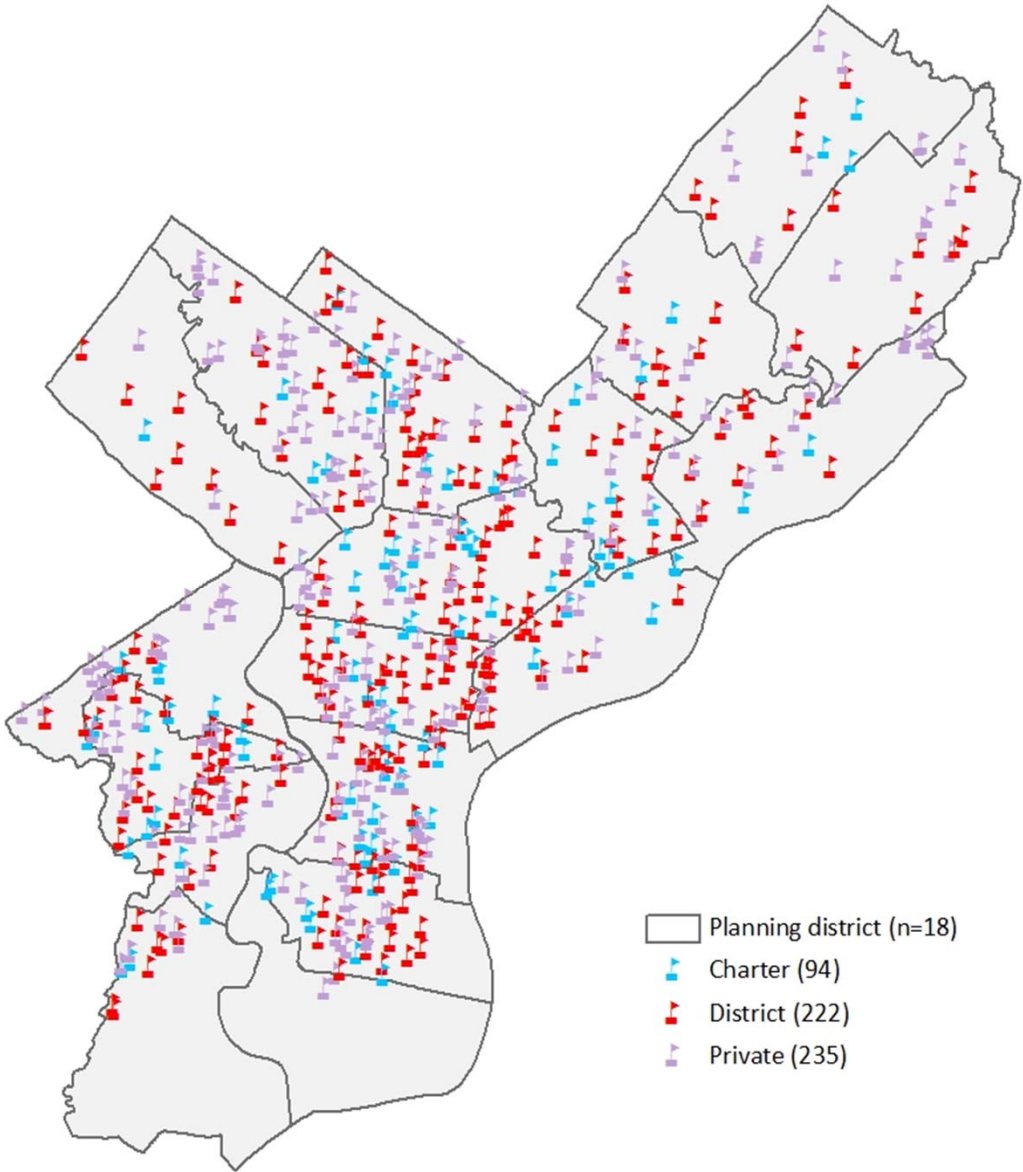 Planning district (n=18)
Charter (94)
District (222)
Private (235)